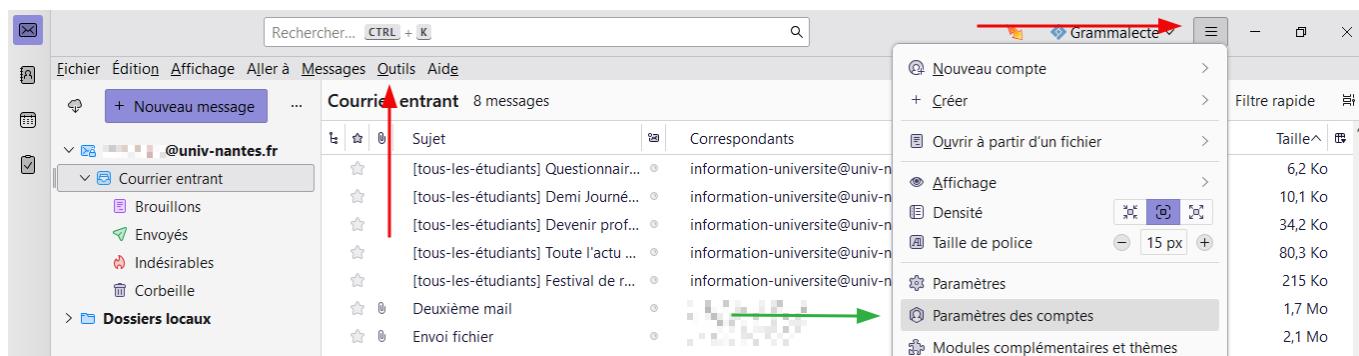 Rechercher... CTRL + K
Grammalecte
Fichier Édition Affichage Aller à Messages Outils Aide
+ Nouveau message ...
Courrier entrant 8 messages
Filtre rapide
Sujet Correspondants Taille
@univ-nantes.fr
Courrier entrant
Brouillons
Envoyés
Indésirables
Corbeille
Dossiers locaux
[tous-les-étudiants] Questionnair... information-universite@univ-n 6,2 Ko
[tous-les-étudiants] Demi Journé... information-universite@univ-n 10,1 Ko
[tous-les-étudiants] Devenir prof... information-universite@univ-n 34,2 Ko
[tous-les-étudiants] Toute l'actu ... information-universite@univ-n 80,3 Ko
[tous-les-étudiants] Festival de r... information-universite@univ-n 215 Ko
Deuxième mail 1,7 Mo
Envoi fichier 2,1 Mo
Nouveau compte
+ Créer
Ouvrir à partir d'un fichier
Affichage
Densité
Taille de police 15 px
Paramètres
Paramètres des comptes
Modules complémentaires et thèmes